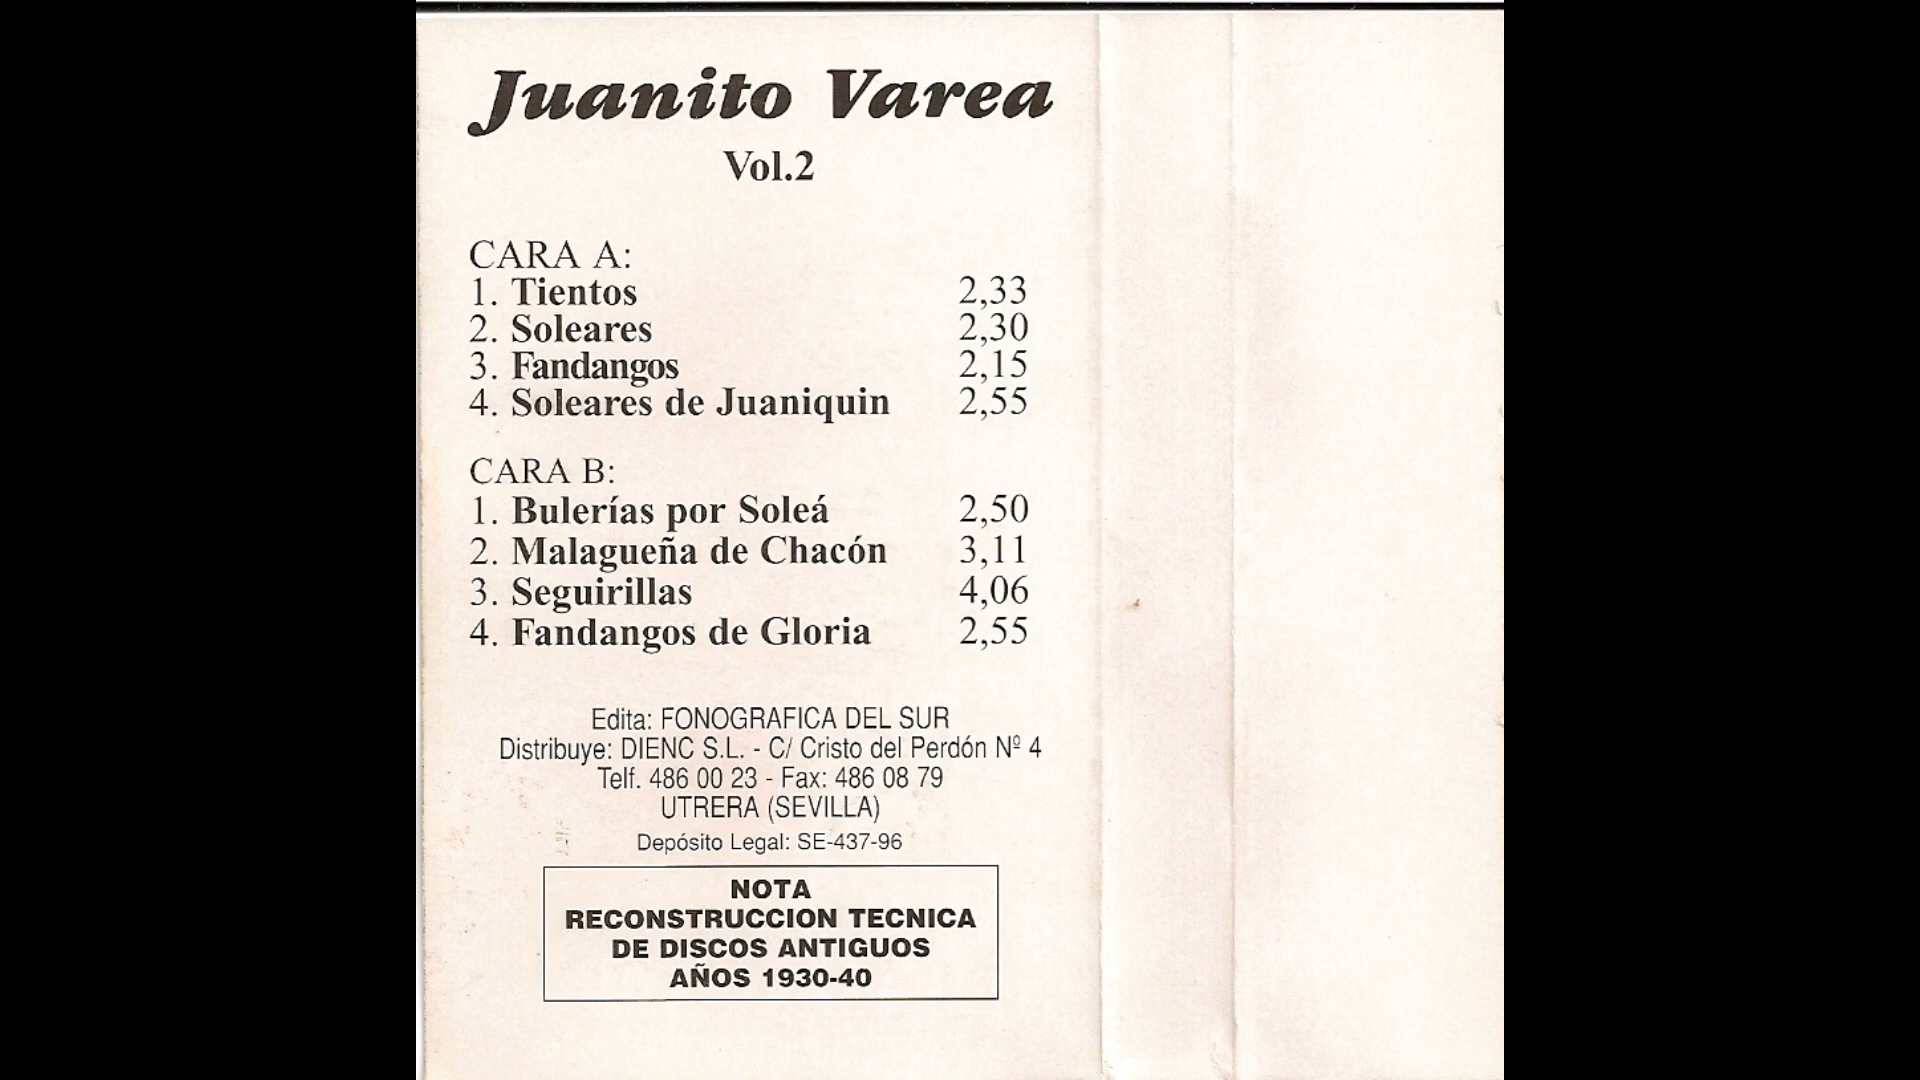 Juanito Varea
Vol.2
CARA A:
1. Tientos 2,33
2. Soleares 2,30
3. Fandangos 2,15
4. Soleares de Juaniquin 2,55
CARA B:
1. Bulerías por Soleá 2,50
2. Malagueña de Chacón 3,11
3. Seguirillas 4,06
4. Fandangos de Gloria 2,55
Edita: FONOGRAFICA DEL SUR
Distribuye: DIENC S.L. - C/ Cristo del Perdón Nº 4
Telf. 486 00 23 - Fax: 486 08 79
UTRERA (SEVILLA)
Depósito Legal: SE-437-96
NOTA
RECONSTRUCCION TECNICA
DE DISCOS ANTIGUOS
AÑOS 1930-40